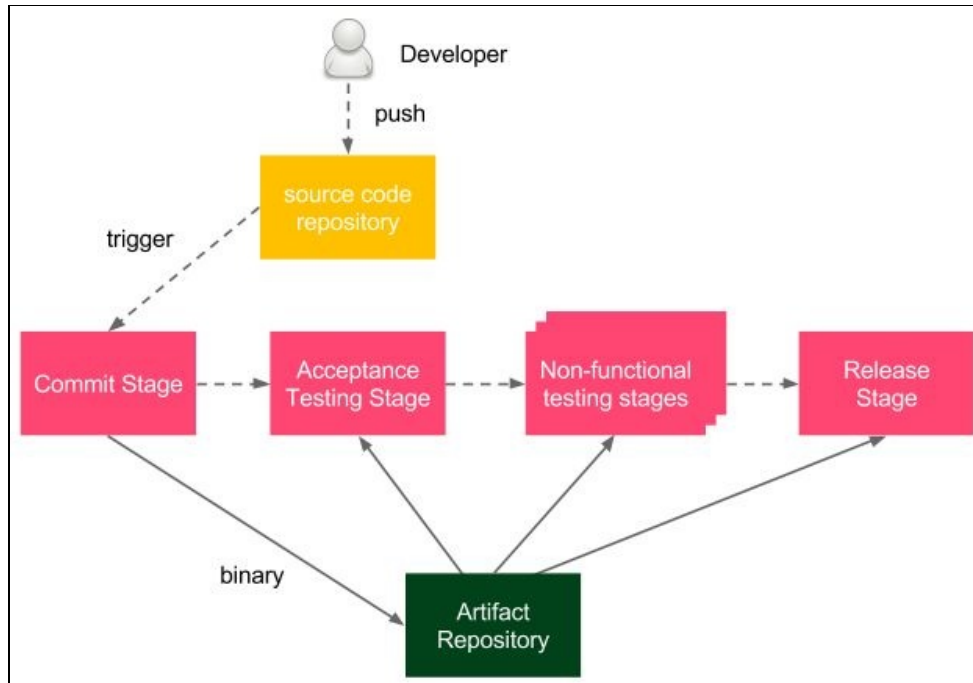 Developer
push
source code
repository
trigger
Commit Stage
Acceptance
Testing Stage
Non-functional
testing stages
Release
Stage
binary
Artifact
Repository